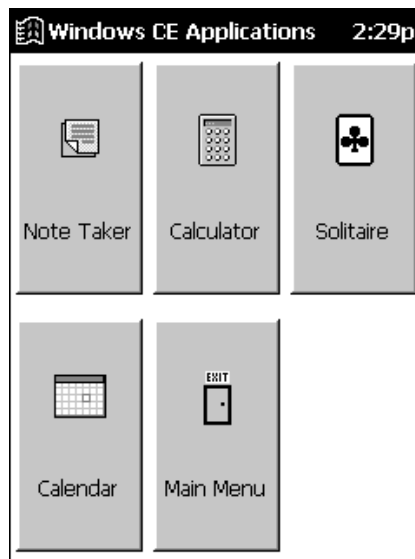 Windows CE Applications 2:29p
Note Taker Calculator Solitaire
EXIT
Calendar Main Menu